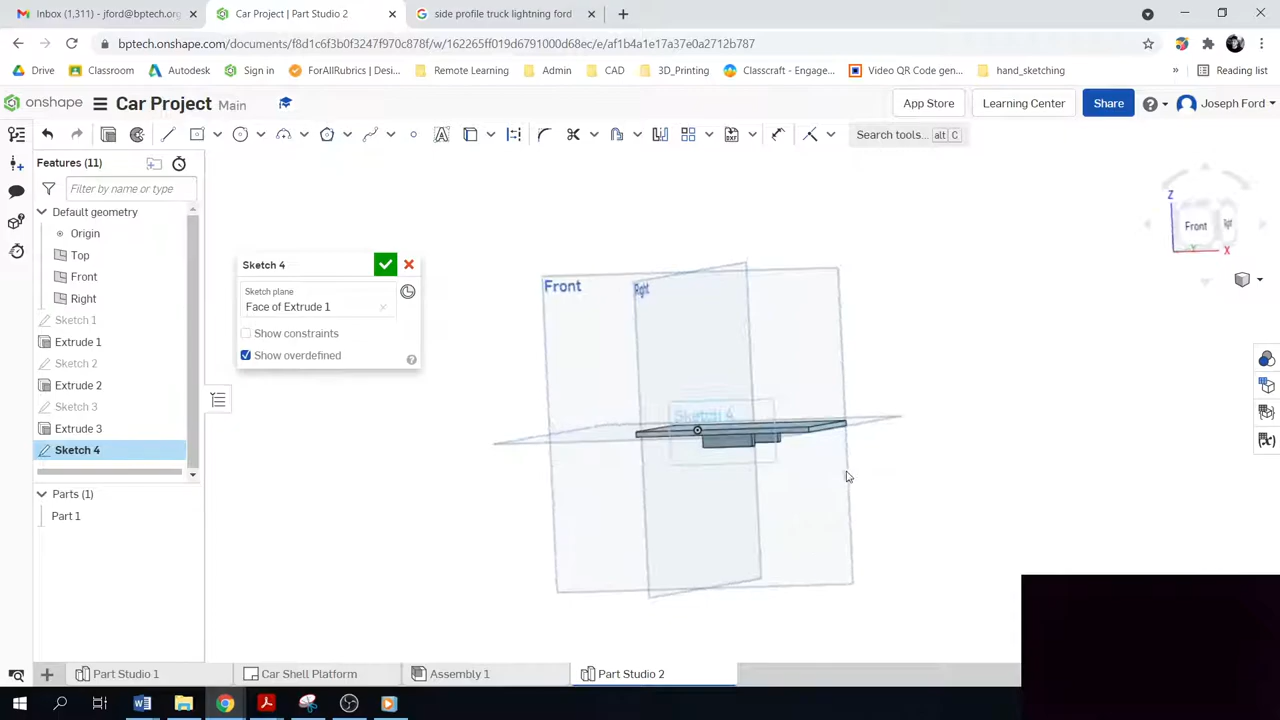 Inbox (1,311) - jford@bptech.org
Car Project | Part Studio 2
side profile truck lightning ford
bptech.onshape.com/documents/f8d1c6f3b0f3247f970c878f/w/162265ff019d6791000d68ec/e/af1b4a1e17a37e0a2712b787
Drive
Classroom
Autodesk
Sign in
ForAllRubrics | Desi...
Remote Learning
Admin
CAD
3D_Printing
Classcraft - Engage...
Video QR Code gen...
hand_sketching
»
Reading list
onshape
Car Project
Main
App Store
Learning Center
Share
Joseph Ford
Search tools...
alt
C
Features (11)
Filter by name or type
Default geometry
Origin
Top
Front
Right
Sketch 1
Extrude 1
Sketch 2
Extrude 2
Sketch 3
Extrude 3
Sketch 4
Parts (1)
Part 1
Sketch 4
Sketch plane
Face of Extrude 1
Show constraints
Show overdefined
Front
Right
Sketch 4
Z
Front
X
Part Studio 1
Car Shell Platform
Assembly 1
Part Studio 2